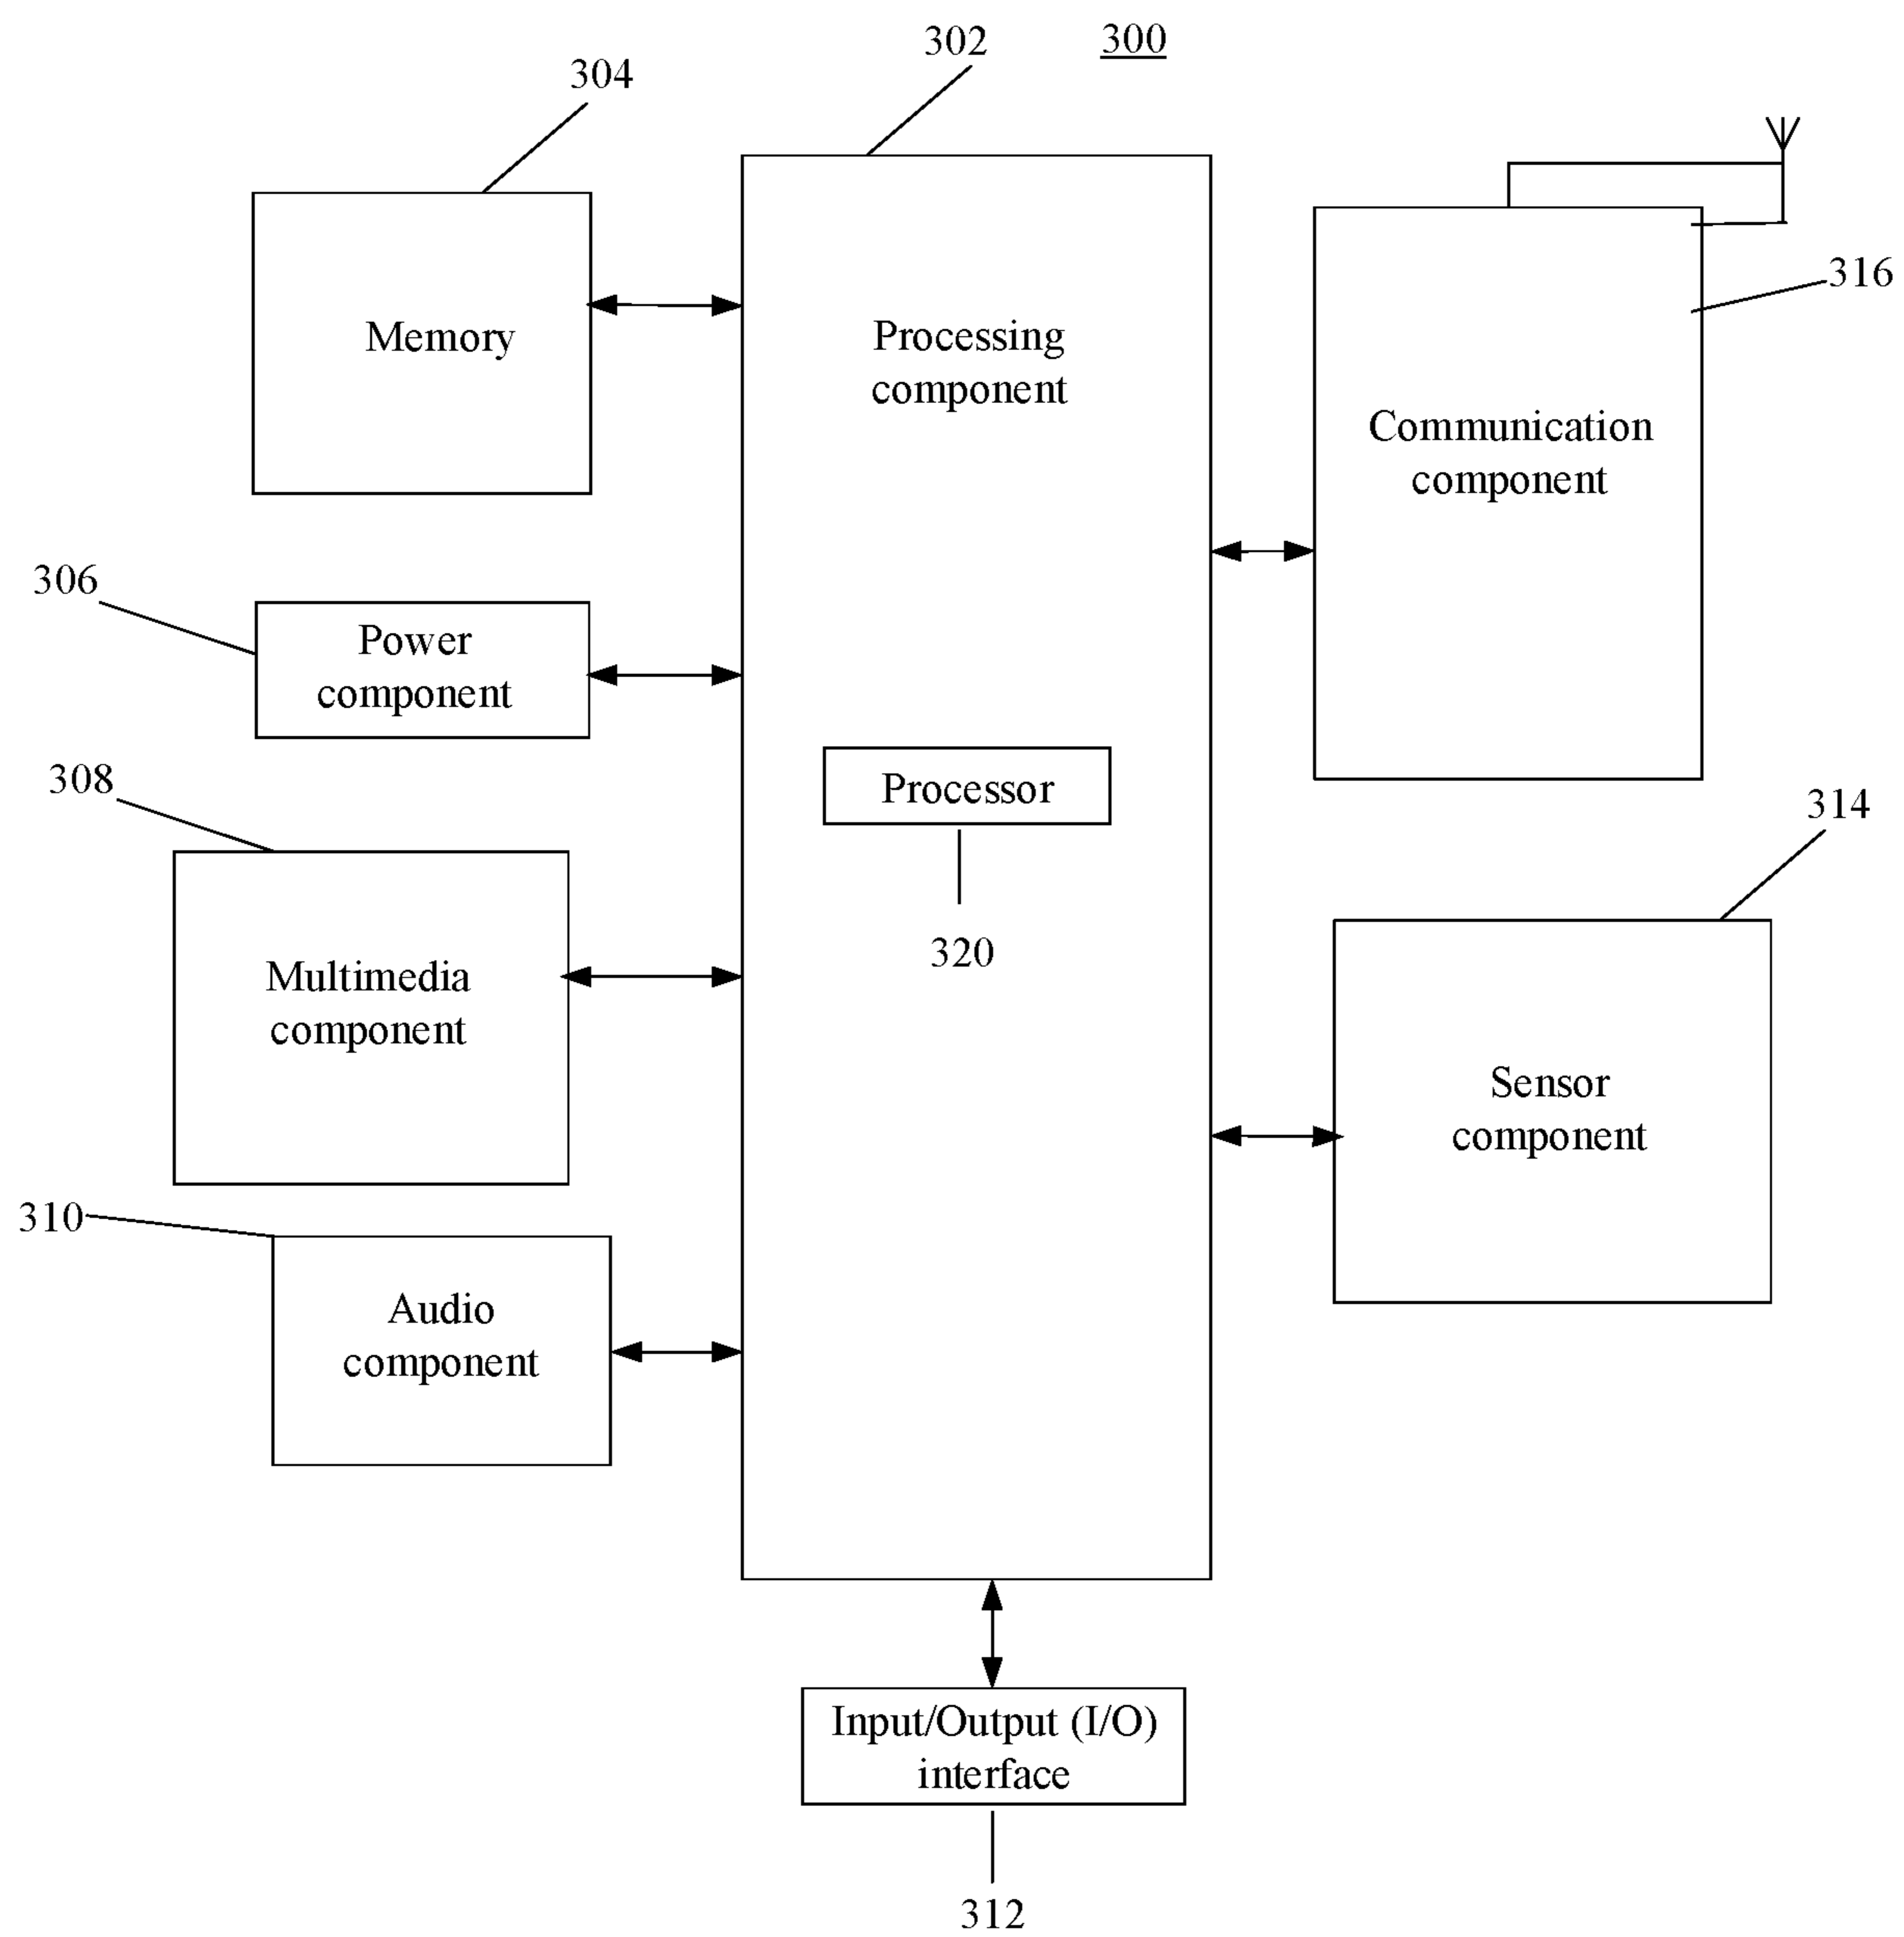 302
300
304
316
Memory
Processing
component
Communication
component
306
Power
component
308
Processor
314
320
Multimedia
component
Sensor
component
310
Audio
component
Input/Output (I/O)
interface
312